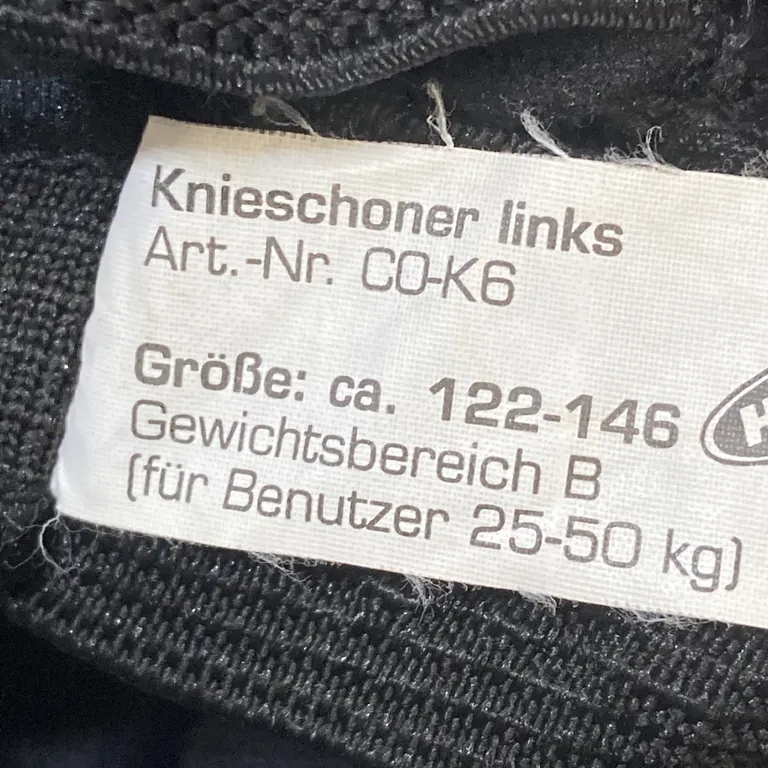 Knieschoner links
Art.-Nr. CO-K6
Größe: ca. 122-146
Gewichtsbereich B
(für Benutzer 25-50 kg)